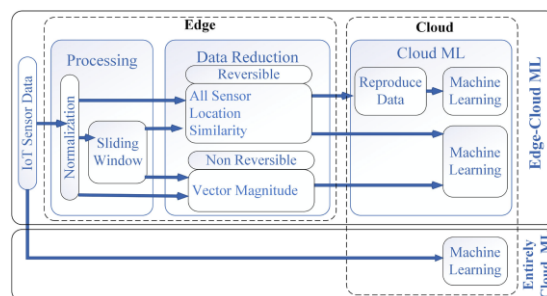 Edge
Cloud
Processing
Data Reduction
Cloud ML
Reversible
All Sensor
Location
Similarity
Reproduce
Data
Machine
Learning
IoT Sensor Data
Normalization
Sliding
Window
Non Reversible
Vector Magnitude
Machine
Learning
Edge-Cloud ML
Machine
Learning
Entirely
Cloud ML